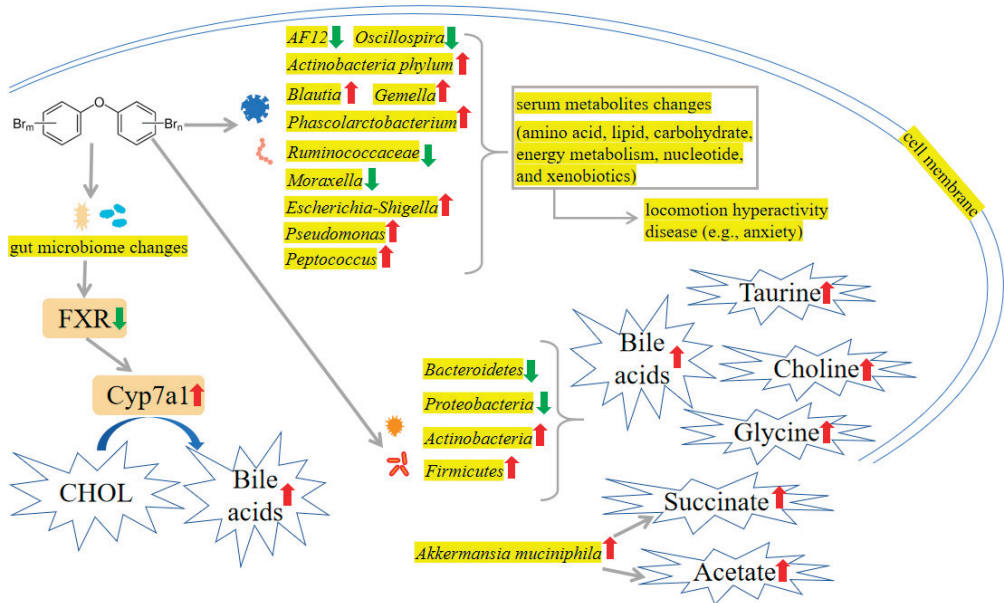 AF12 Oscillospira
Actinobacteria phylum
Blautia Gemella
Phascolarctobacterium
Ruminococcaceae
Moraxella
Escherichia-Shigella
Pseudomonas
Peptococcus
serum metabolites changes
(amino acid, lipid, carbohydrate,
energy metabolism, nucleotide,
and xenobiotics)
locomotion hyperactivity
disease (e.g., anxiety)
cell membrane
Brm O Brn
gut microbiome changes
FXR
Cyp7a1
CHOL
Bile
acids
Bacteroidetes
Proteobacteria
Actinobacteria
Firmicutes
Bile
acids
Taurine
Choline
Glycine
Akkermansia muciniphila
Succinate
Acetate